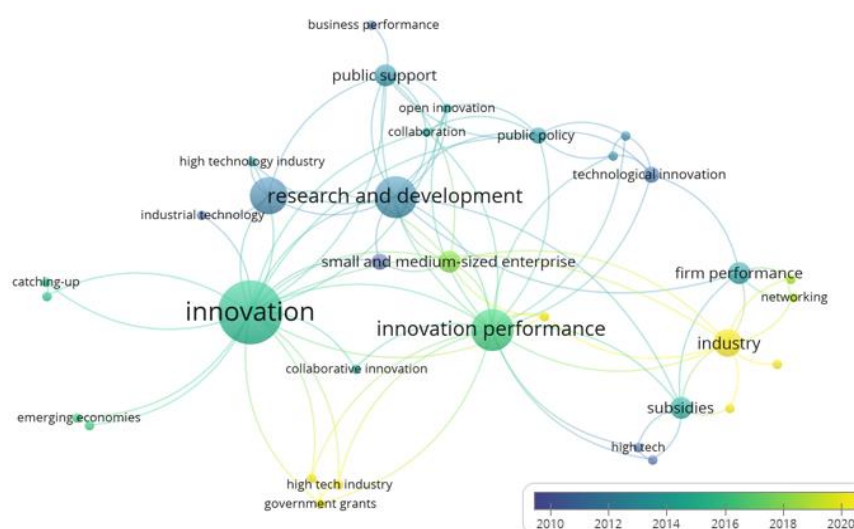 business performance
public support
open innovation
collaboration
public policy
high technology industry
technological innovation
research and development
industrial technology
small and medium-sized enterprise
firm performance
catching-up
networking
innovation
innovation performance
industry
collaborative innovation
subsidies
emerging economies
high tech
high tech industry
government grants
2010 2012 2014 2016 2018 2020